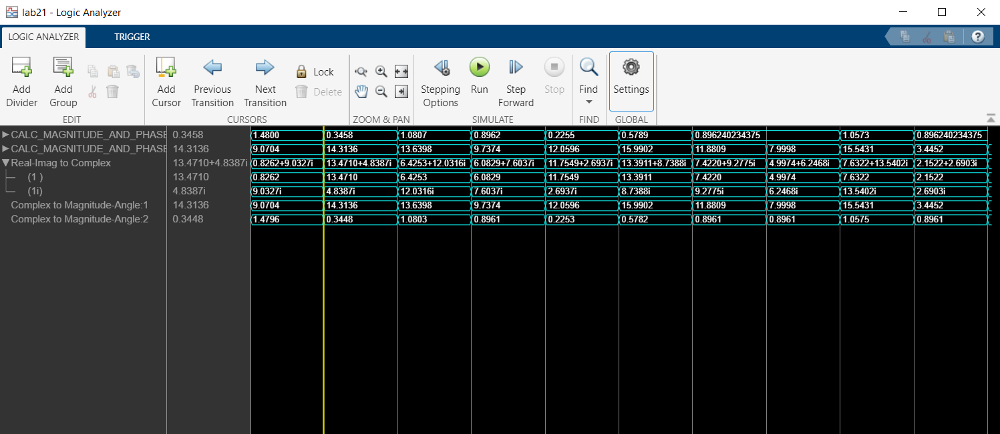 lab21 - Logic Analyzer
LOGIC ANALYZER TRIGGER
Add Divider
Add Group
Add Cursor
Previous Transition
Next Transition
Lock
Delete
Stepping Options
Run
Step Forward
Stop
Find
Settings
EDIT CURSORS ZOOM & PAN SIMULATE FIND GLOBAL
CALC_MAGNITUDE_AND_PHASE 0.3458 1.4800 0.3458 1.0807 0.8962 0.2255 0.5789 0.896240234375 1.0573 0.896240234375
CALC_MAGNITUDE_AND_PHASE 14.3136 9.0704 14.3136 13.6398 9.7374 12.0596 15.9902 11.8809 7.9998 15.5431 3.4452
Real-Imag to Complex 13.4710+4.8387i 0.8262+9.0327i 13.4710+4.8387i 6.4253+12.0316i 6.0829+7.6037i 11.7549+2.6937i 13.3911+8.7388i 7.4220+9.2775i 4.9974+6.2468i 7.6322+13.5402i 2.1522+2.6903i
(1 ) 13.4710 0.8262 13.4710 6.4253 6.0829 11.7549 13.3911 7.4220 4.9974 7.6322 2.1522
(1i) 4.8387i 9.0327i 4.8387i 12.0316i 7.6037i 2.6937i 8.7388i 9.2775i 6.2468i 13.5402i 2.6903i
Complex to Magnitude-Angle:1 14.3136 9.0704 14.3136 13.6398 9.7374 12.0596 15.9902 11.8809 7.9998 15.5431 3.4452
Complex to Magnitude-Angle:2 0.3448 1.4796 0.3448 1.0803 0.8961 0.2253 0.5782 0.8961 0.8961 1.0575 0.8961